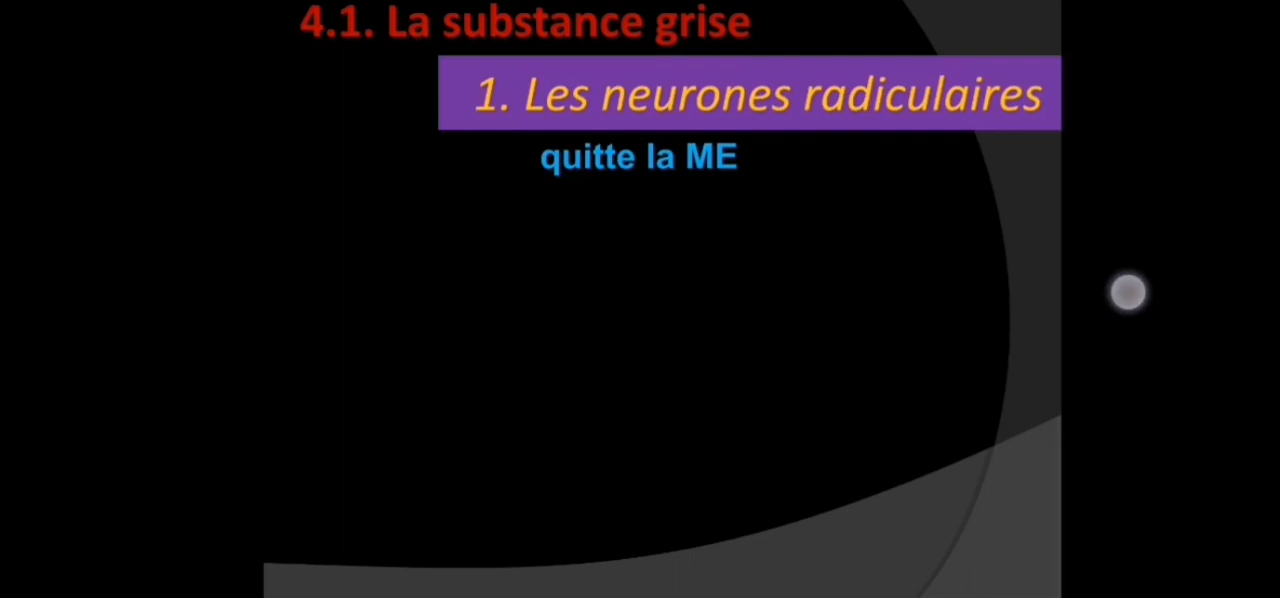 4.1. La substance grise
1. Les neurones radiculaires
quitte la ME